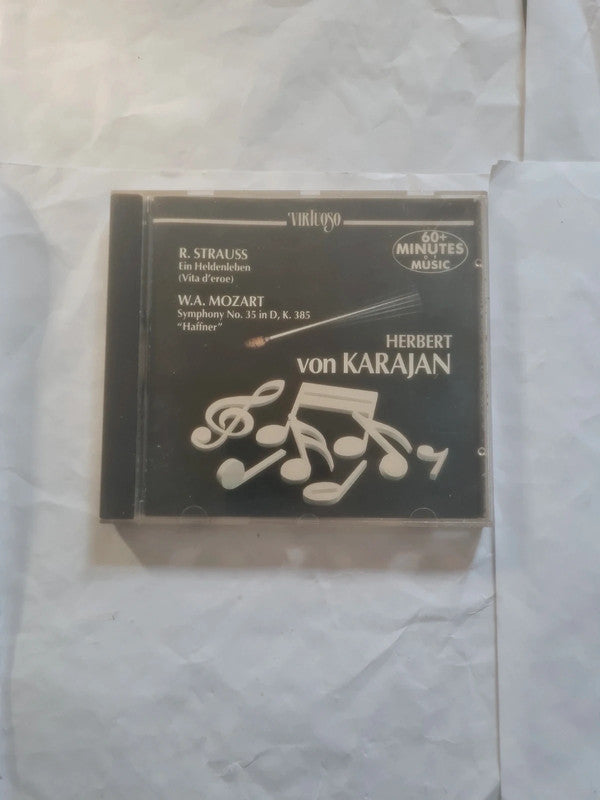 VIRTUOSO
R. STRAUSS
Ein Heldenleben
(Vita d'eroe)
60+
MINUTES
OF
MUSIC
W.A. MOZART
Symphony No. 35 in D, K. 385
"Haffner"
HERBERT
von KARAJAN